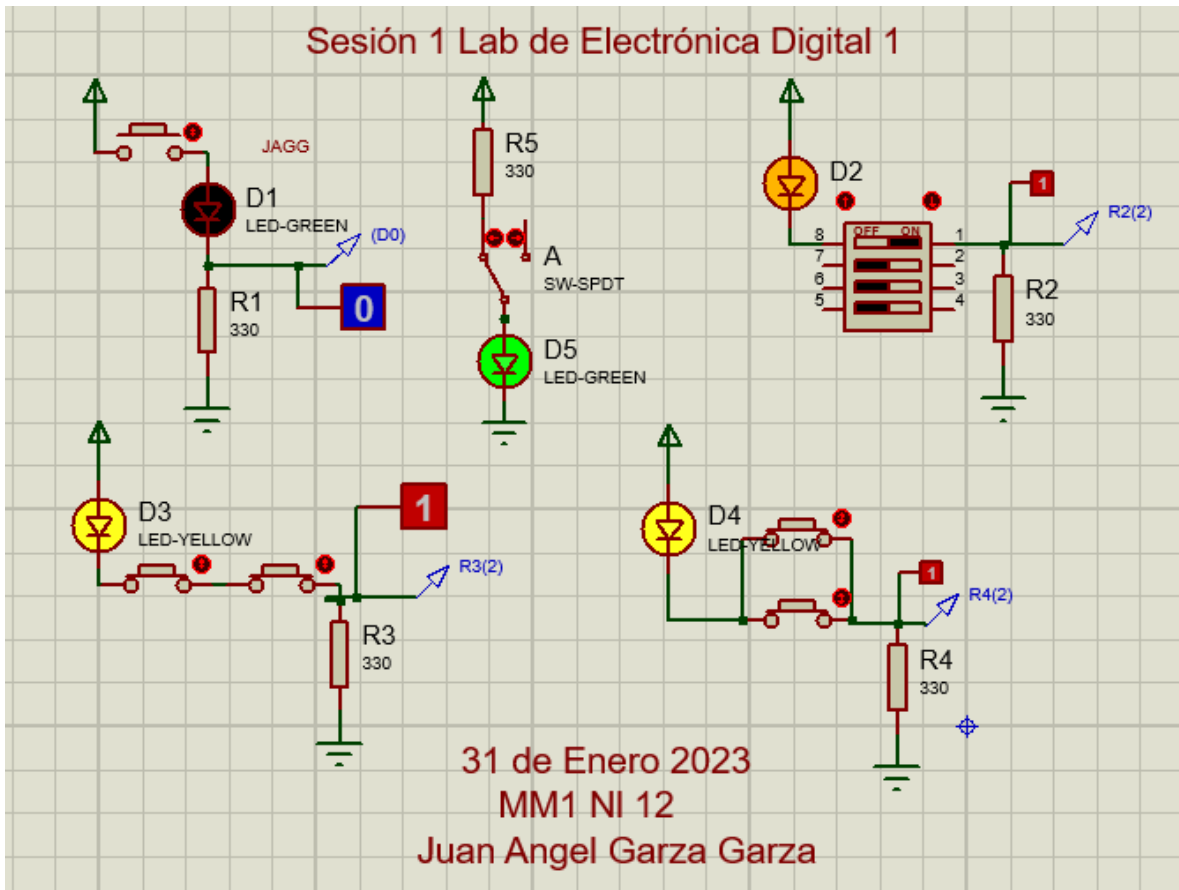 Sesión 1 Lab de Electrónica Digital 1
JAGG
D1
LED-GREEN
(D0)
0
R1
330
R5
330
A
SW-SPDT
D5
LED-GREEN
D2
OFF ON
8 1
7 2
6 3
5 4
1
R2(2)
R2
330
D3
LED-YELLOW
1
R3(2)
R3
330
D4
LED-YELLOW
1
R4(2)
R4
330
31 de Enero 2023
MM1 NI 12
Juan Angel Garza Garza